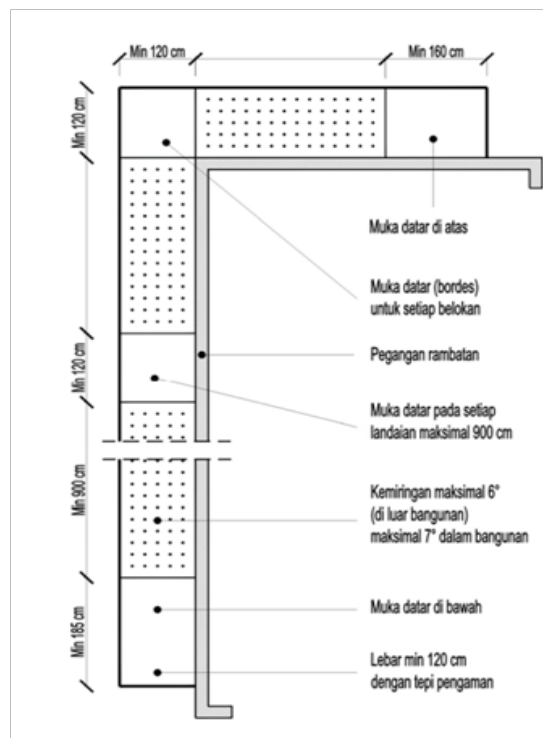 Min 120 cm
Min 160 cm
Min 120 cm
Muka datar di atas
Muka datar (bordes)
untuk setiap belokan
Pegangan rambatan
Min 120 cm
Muka datar pada setiap
landaian maksimal 900 cm
Min 900 cm
Kemiringan maksimal 6°
(di luar bangunan)
maksimal 7° dalam bangunan
Muka datar di bawah
Min 185 cm
Lebar min 120 cm
dengan tepi pengaman